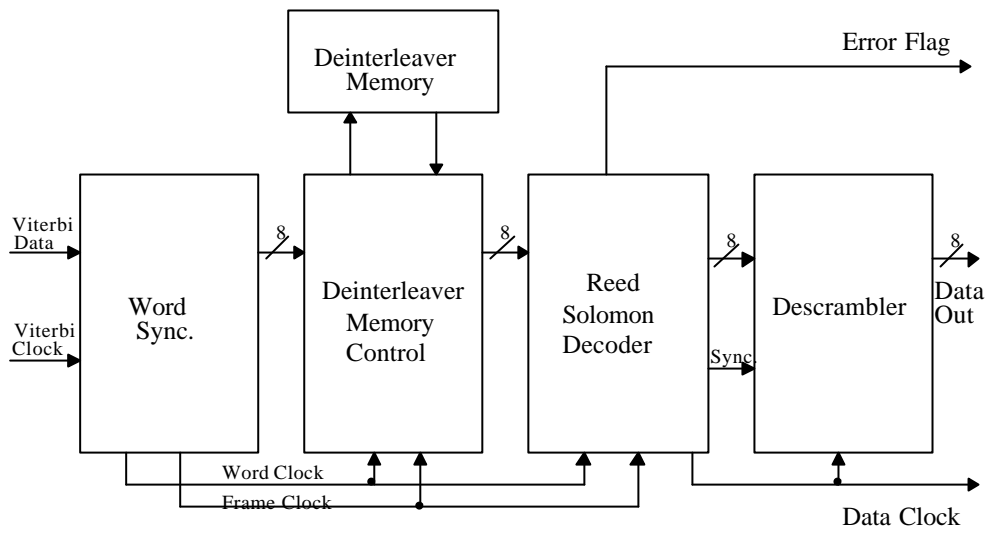 Deinterleaver
Memory
Error Flag
Viterbi
Data
8
8
8
8
Viterbi
Clock
Word
Sync.
Deinterleaver
Memory
Control
Reed
Solomon
Decoder
Sync.
Descrambler
Data
Out
Word Clock
Frame Clock
Data Clock